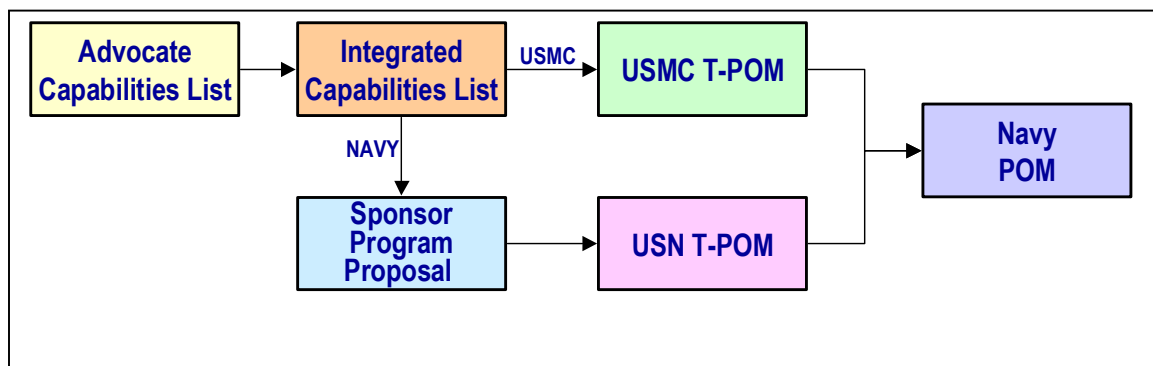 Advocate
Capabilities List
Integrated
Capabilities List
USMC
USMC T-POM
Navy
POM
NAVY
Sponsor
Program
Proposal
USN T-POM